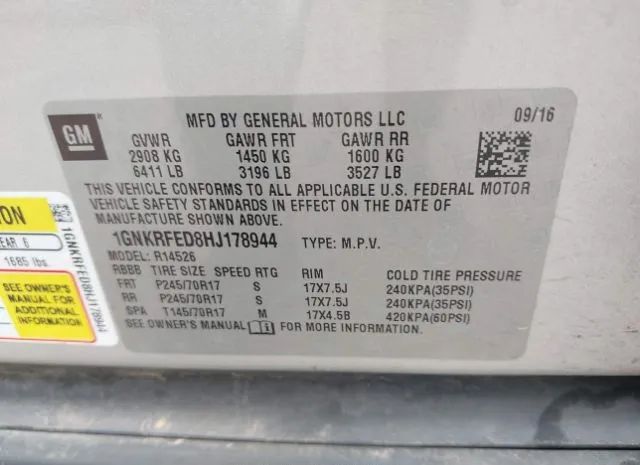 GM
MFD BY GENERAL MOTORS LLC 09/16
GVWR GAWR FRT GAWR RR
2908 KG 1450 KG 1600 KG
6411 LB 3196 LB 3527 LB
THIS VEHICLE CONFORMS TO ALL APPLICABLE U.S. FEDERAL MOTOR
VEHICLE SAFETY STANDARDS IN EFFECT ON THE DATE OF
MANUFACTURE SHOWN ABOVE.
1GNKRFED8HJ178944 TYPE: M.P.V.
MODEL: R14526
RBBB TIRE SIZE SPEED RTG RIM COLD TIRE PRESSURE
FRT P245/70R17 S 17X7.5J 240KPA(35PSI)
RR P245/70R17 S 17X7.5J 240KPA(35PSI)
SPA T145/70R17 M 17X4.5B 420KPA(60PSI)
SEE OWNER'S MANUAL FOR MORE INFORMATION.
ION
EAR 6
1685 lbs.
SEE OWNER'S
MANUAL FOR
ADDITIONAL
INFORMATION
1GNKRFED8HJ178944